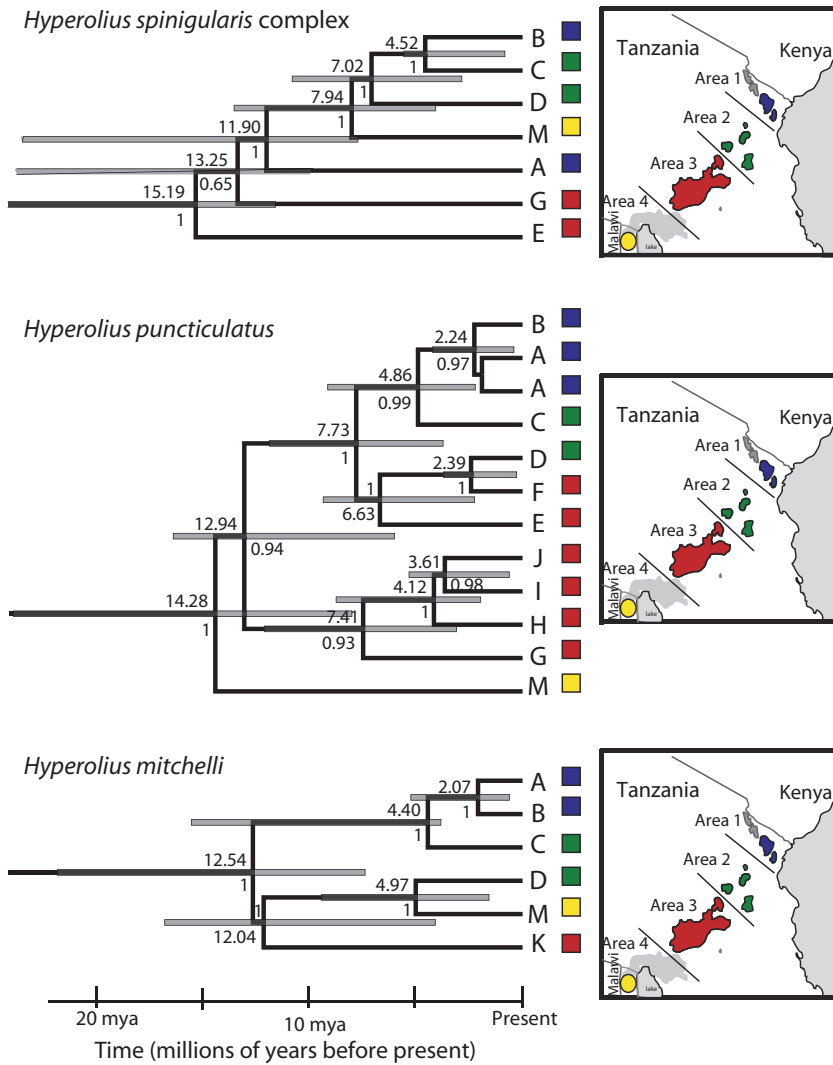 Hyperolius spinigularis complex
4.52
B
7.02
1
C
7.94
1
D
11.90
1
M
13.25
1
A
15.19
0.65
G
1
E
Tanzania
Kenya
Area 1
Area 2
Area 3
Area 4
Malawi
lake
Hyperolius puncticulatus
B
2.24
A
4.86
0.97
A
0.99
C
7.73
D
2.39
1
1
1
F
6.63
E
12.94
J
3.61
0.94
0.98
I
4.12
14.28
1
H
7.41
1
0.93
G
M
Tanzania
Kenya
Area 1
Area 2
Area 3
Area 4
Malawi
lake
Hyperolius mitchelli
A
2.07
B
4.40
1
1
C
12.54
D
4.97
1
1
1
M
12.04
K
Tanzania
Kenya
Area 1
Area 2
Area 3
Area 4
Malawi
lake
20 mya
10 mya
Present
Time (millions of years before present)